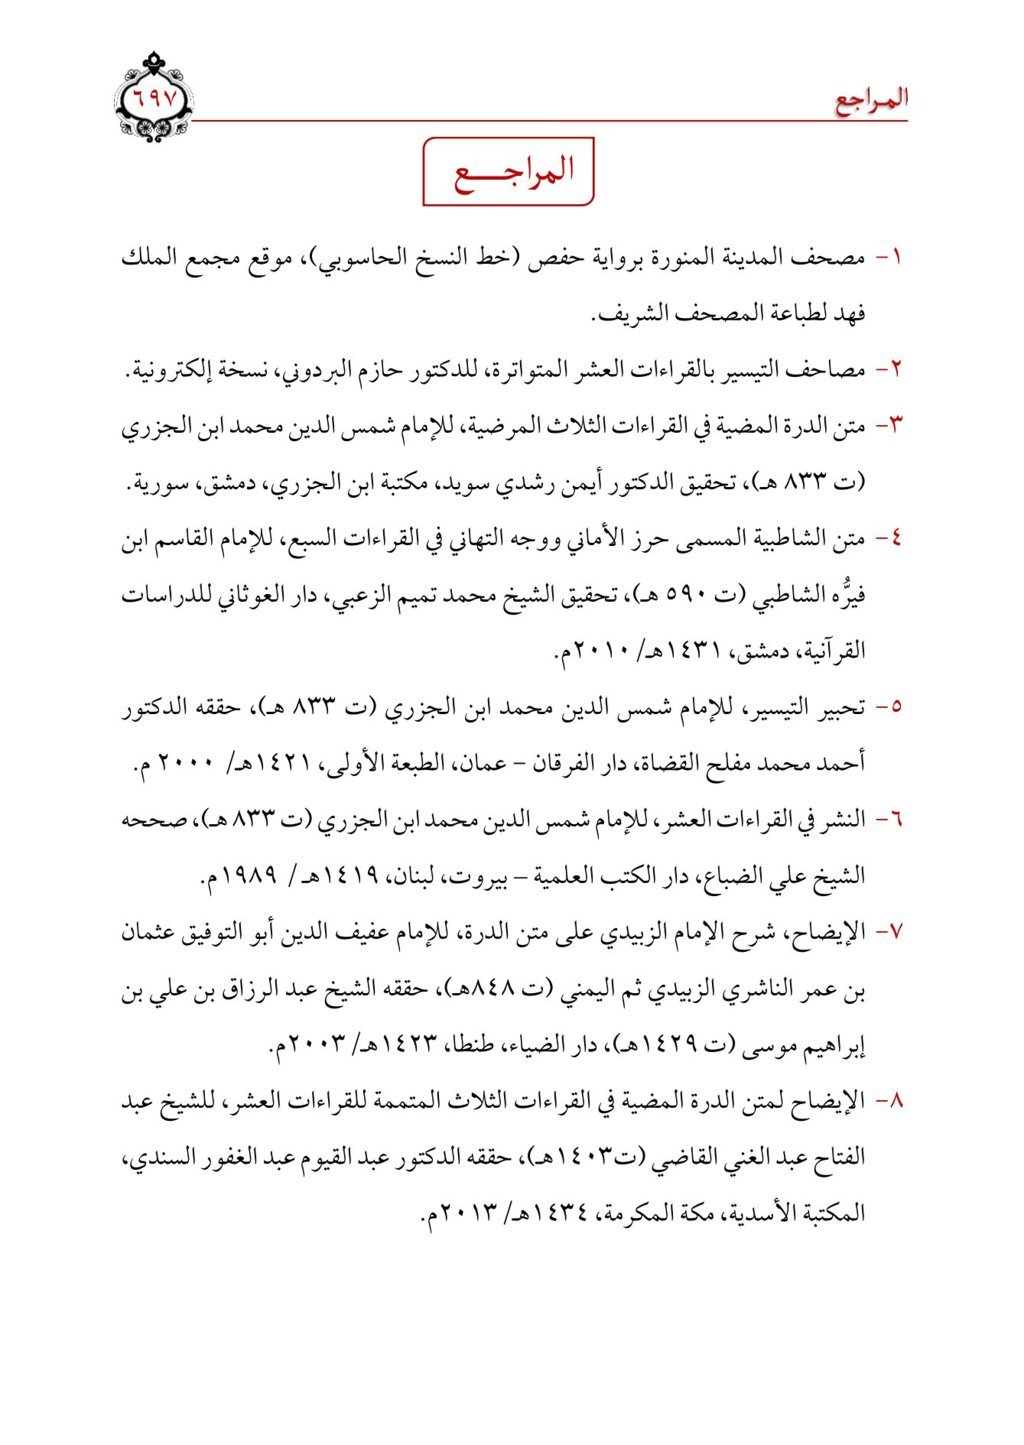 المراجع
٦٩٧
المراجع
١- مصحف المدينة المنورة برواية حفص (خط النسخ الحاسوبي)، موقع مجمع الملك
فهد لطباعة المصحف الشريف.
٢- مصاحف التيسير بالقراءات العشر المتواترة، للدكتور حازم البردوني، نسخة إلكترونية.
٣- متن الدرة المضية في القراءات الثلاث المرضية، للإمام شمس الدين محمد ابن الجزري
(ت ٨٣٣ هـ)، تحقيق الدكتور أيمن رشدي سويد، مكتبة ابن الجزري، دمشق، سورية.
٤- متن الشاطبية المسمى حرز الأماني ووجه التهاني في القراءات السبع، للإمام القاسم ابن
فيرُّه الشاطبي (ت ٥٩٠ هـ)، تحقيق الشيخ محمد تميم الزعبي، دار الغوثاني للدراسات
القرآنية، دمشق، ١٤٣١هـ/ ٢٠١٠م.
٥- تحبير التيسير، للإمام شمس الدين محمد ابن الجزري (ت ٨٣٣ هـ)، حققه الدكتور
أحمد محمد مفلح القضاة، دار الفرقان – عمان، الطبعة الأولى، ١٤٢١هـ/ ٢٠٠٠ م.
٦- النشر في القراءات العشر، للإمام شمس الدين محمد ابن الجزري (ت ٨٣٣ هـ)، صححه
الشيخ علي الضباع، دار الكتب العلمية – بيروت، لبنان، ١٤١٩هـ / ١٩٨٩م.
٧- الإيضاح، شرح الإمام الزبيدي على متن الدرة، للإمام عفيف الدين أبو التوفيق عثمان
بن عمر الناشري الزبيدي ثم اليمني (ت ٨٤٨هـ)، حققه الشيخ عبد الرزاق بن علي بن
إبراهيم موسى (ت ١٤٢٩هـ)، دار الضياء، طنطا، ١٤٢٣هـ/ ٢٠٠٣م.
٨- الإيضاح لمتن الدرة المضية في القراءات الثلاث المتممة للقراءات العشر، للشيخ عبد
الفتاح عبد الغني القاضي (ت١٤٠٣هـ)، حققه الدكتور عبد القيوم عبد الغفور السندي،
المكتبة الأسدية، مكة المكرمة، ١٤٣٤هـ/ ٢٠١٣م.